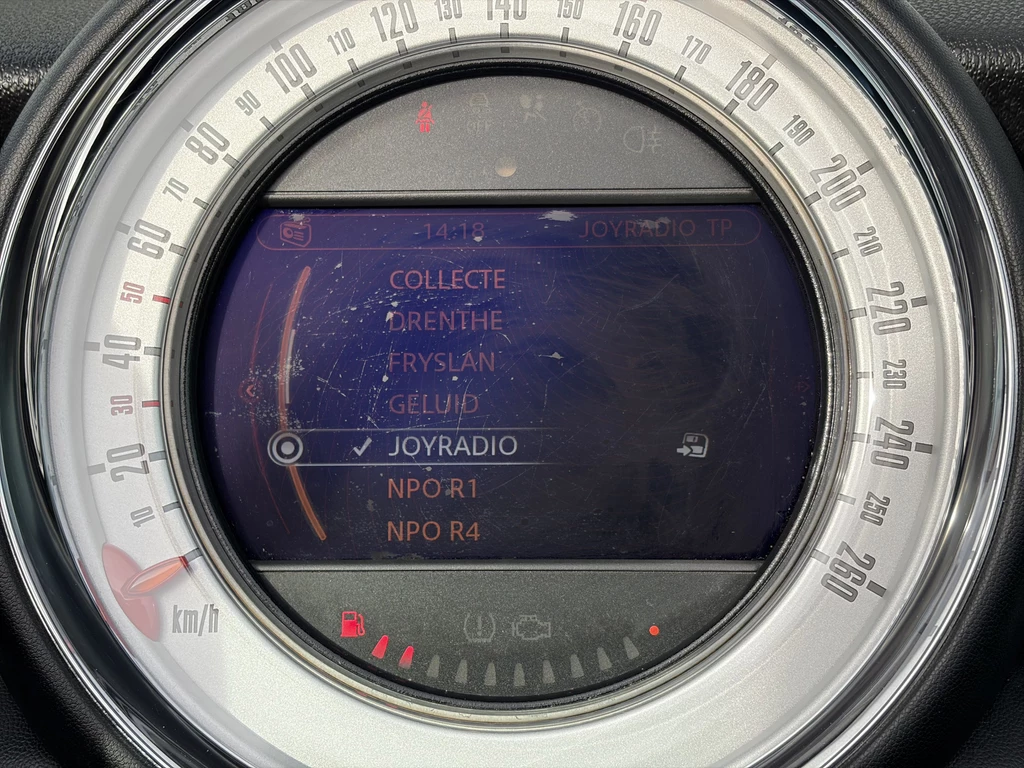 10
20
30
40
50
60
70
80
90
100
110
120
130
140
150
160
170
180
190
200
210
220
230
240
250
260
km/h
OFF
14:18 JOYRADIO TP
COLLECTE
DRENTHE
FRYSLÂN
GELUID
JOYRADIO
NPO R1
NPO R4